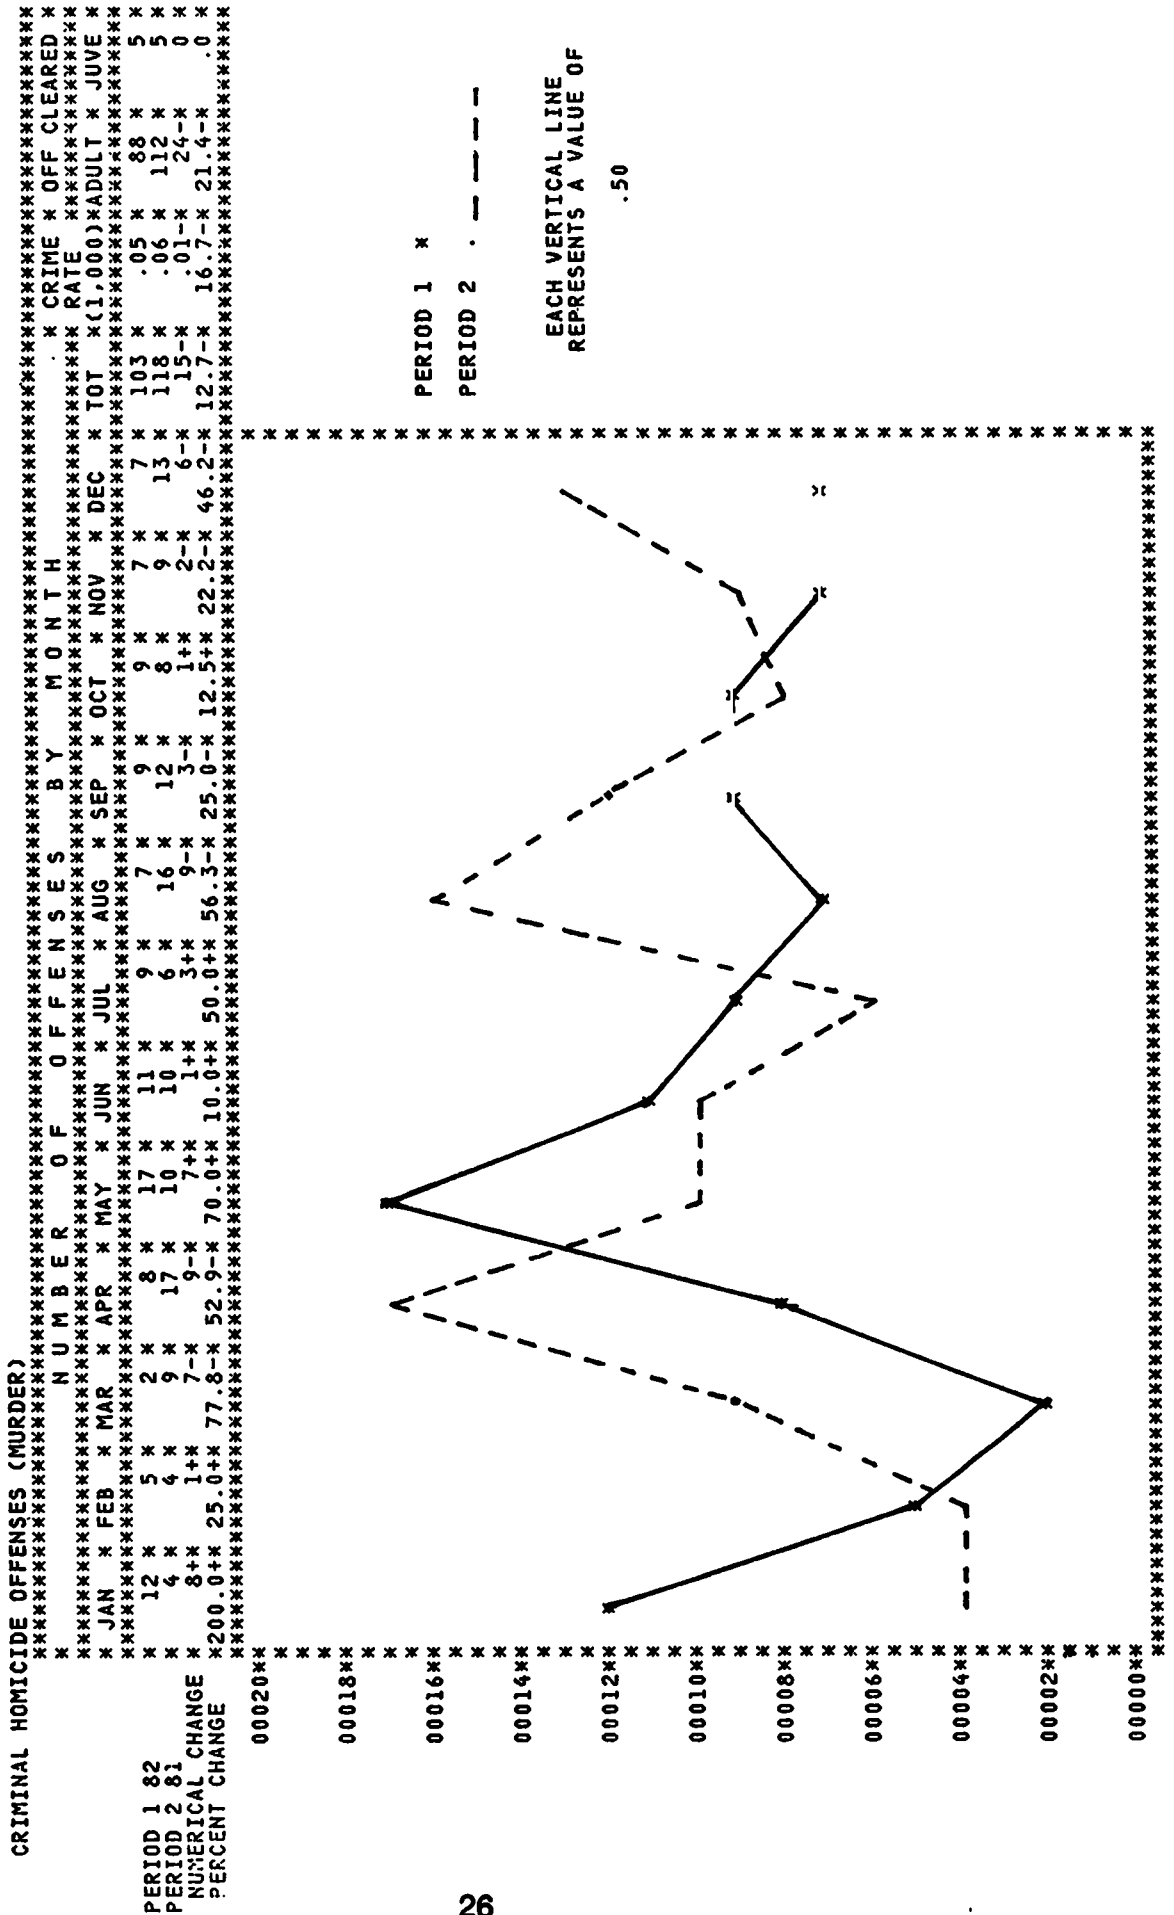 CRIMINAL HOMICIDE OFFENSES (MURDER)
* N U M B E R O F O F F E N S E S B Y M O N T H * CRIME * OFF CLEARED *
* RATE
* JAN * FEB * MAR * APR * MAY * JUN * JUL * AUG * SEP * OCT * NOV * DEC * TOT *(1,000)*ADULT * JUVE *
PERIOD 1 82 * 12 * 5 * 2 * 8 * 17 * 11 * 9 * 7 * 9 * 9 * 7 * 7 * 103 * .05 * 88 * 5 *
PERIOD 2 81 * 4 * 4 * 9 * 17 * 10 * 10 * 6 * 16 * 12 * 8 * 9 * 13 * 118 * .06 * 112 * 5 *
NUMERICAL CHANGE * 8+* 1+* 7-* 9-* 7+* 1+* 3+* 9-* 3-* 1+* 2-* 6-* 15-* .01-* 24-* 0 *
PERCENT CHANGE *200.0+* 25.0+* 77.8-* 52.9-* 70.0+* 10.0+* 50.0+* 56.3-* 25.0-* 12.5+* 22.2-* 46.2-* 12.7-* 16.7-* 21.4-* .0 *
00020**
00018**
00016**
00014**
00012**
00010**
00008**
00006**
00004**
00002**
00000**
PERIOD 1 *
PERIOD 2 .
EACH VERTICAL LINE
REPRESENTS A VALUE OF
.50
26